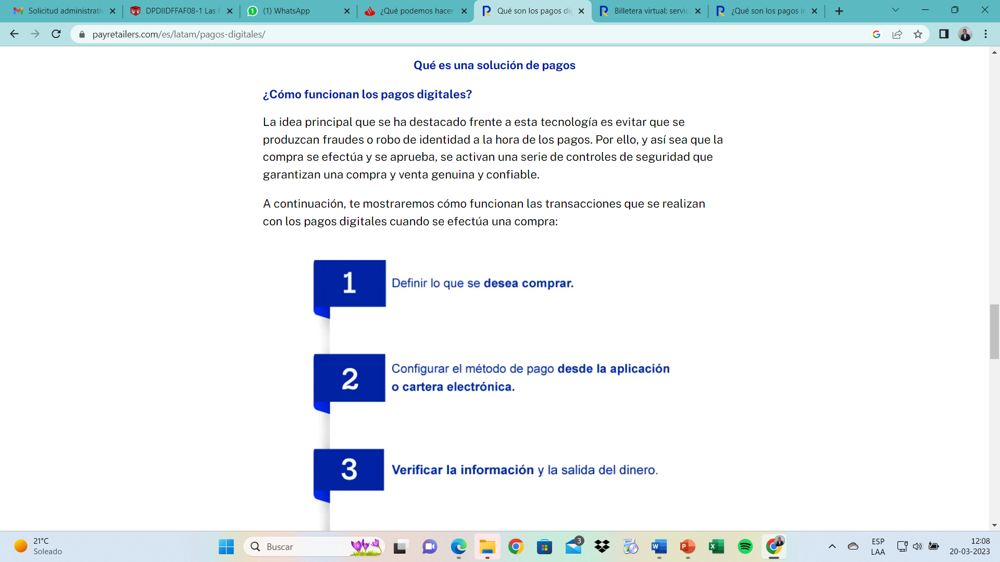 Solicitud administrativ
DPDIIDFFAF08-1 Las F
(1) WhatsApp
¿Qué podemos hacer
Qué son los pagos dig
Billetera virtual: servic
¿Qué son los pagos in
payretailers.com/es/latam/pagos-digitales/
Qué es una solución de pagos
¿Cómo funcionan los pagos digitales?
La idea principal que se ha destacado frente a esta tecnología es evitar que se
produzcan fraudes o robo de identidad a la hora de los pagos. Por ello, y así sea que la
compra se efectúa y se aprueba, se activan una serie de controles de seguridad que
garantizan una compra y venta genuina y confiable.
A continuación, te mostraremos cómo funcionan las transacciones que se realizan
con los pagos digitales cuando se efectúa una compra:
1
Definir lo que se desea comprar.
2
Configurar el método de pago desde la aplicación
o cartera electrónica.
3
Verificar la información y la salida del dinero.
21°C
Soleado
Buscar
3
ESP
LAA
12:08
20-03-2023